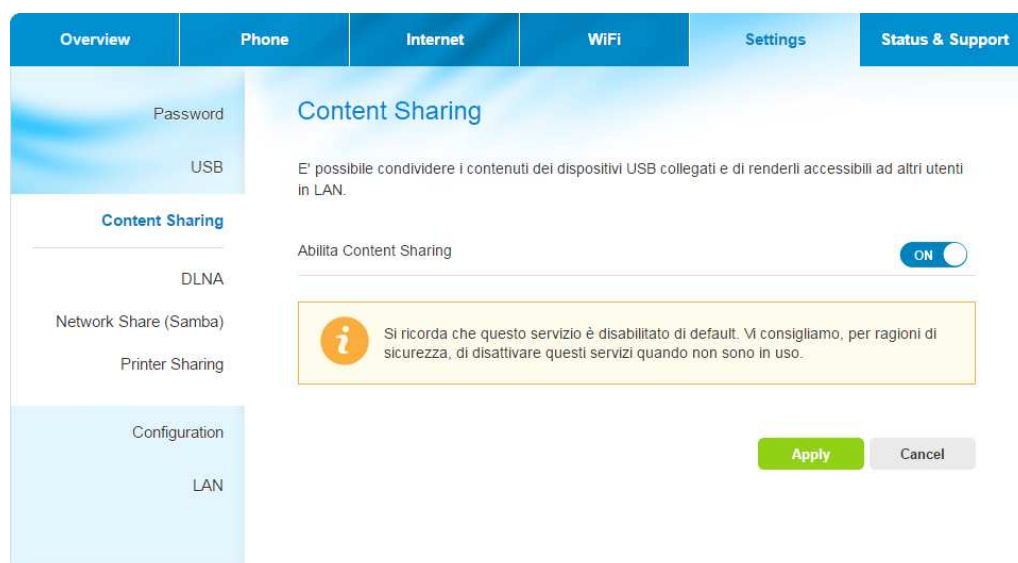 Overview Phone Internet WiFi Settings Status & Support
Password
USB
Content Sharing
DLNA
Network Share (Samba)
Printer Sharing
Configuration
LAN
Content Sharing
E' possibile condividere i contenuti dei dispositivi USB collegati e di renderli accessibili ad altri utenti
in LAN.
Abilita Content Sharing ON
Si ricorda che questo servizio è disabilitato di default. Vi consigliamo, per ragioni di
sicurezza, di disattivare questi servizi quando non sono in uso.
Apply Cancel